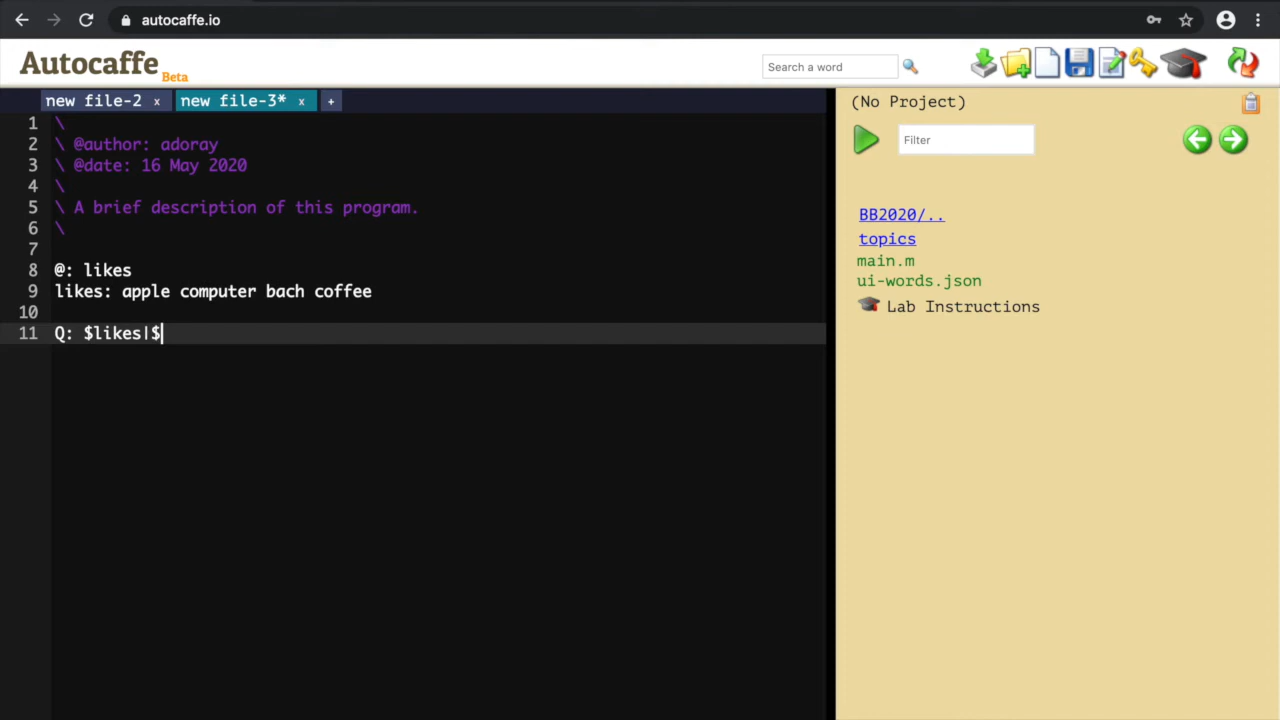 autocaffe.io
Autocaffe
Beta
Search a word
new file-2 x new file-3* x +
1 \
2 \ @author: adoray
3 \ @date: 16 May 2020
4 \
5 \ A brief description of this program.
6 \
7
8 @: likes
9 likes: apple computer bach coffee
10
11 Q: $likes|$
(No Project)
Filter
BB2020/..
topics
main.m
ui-words.json
Lab Instructions